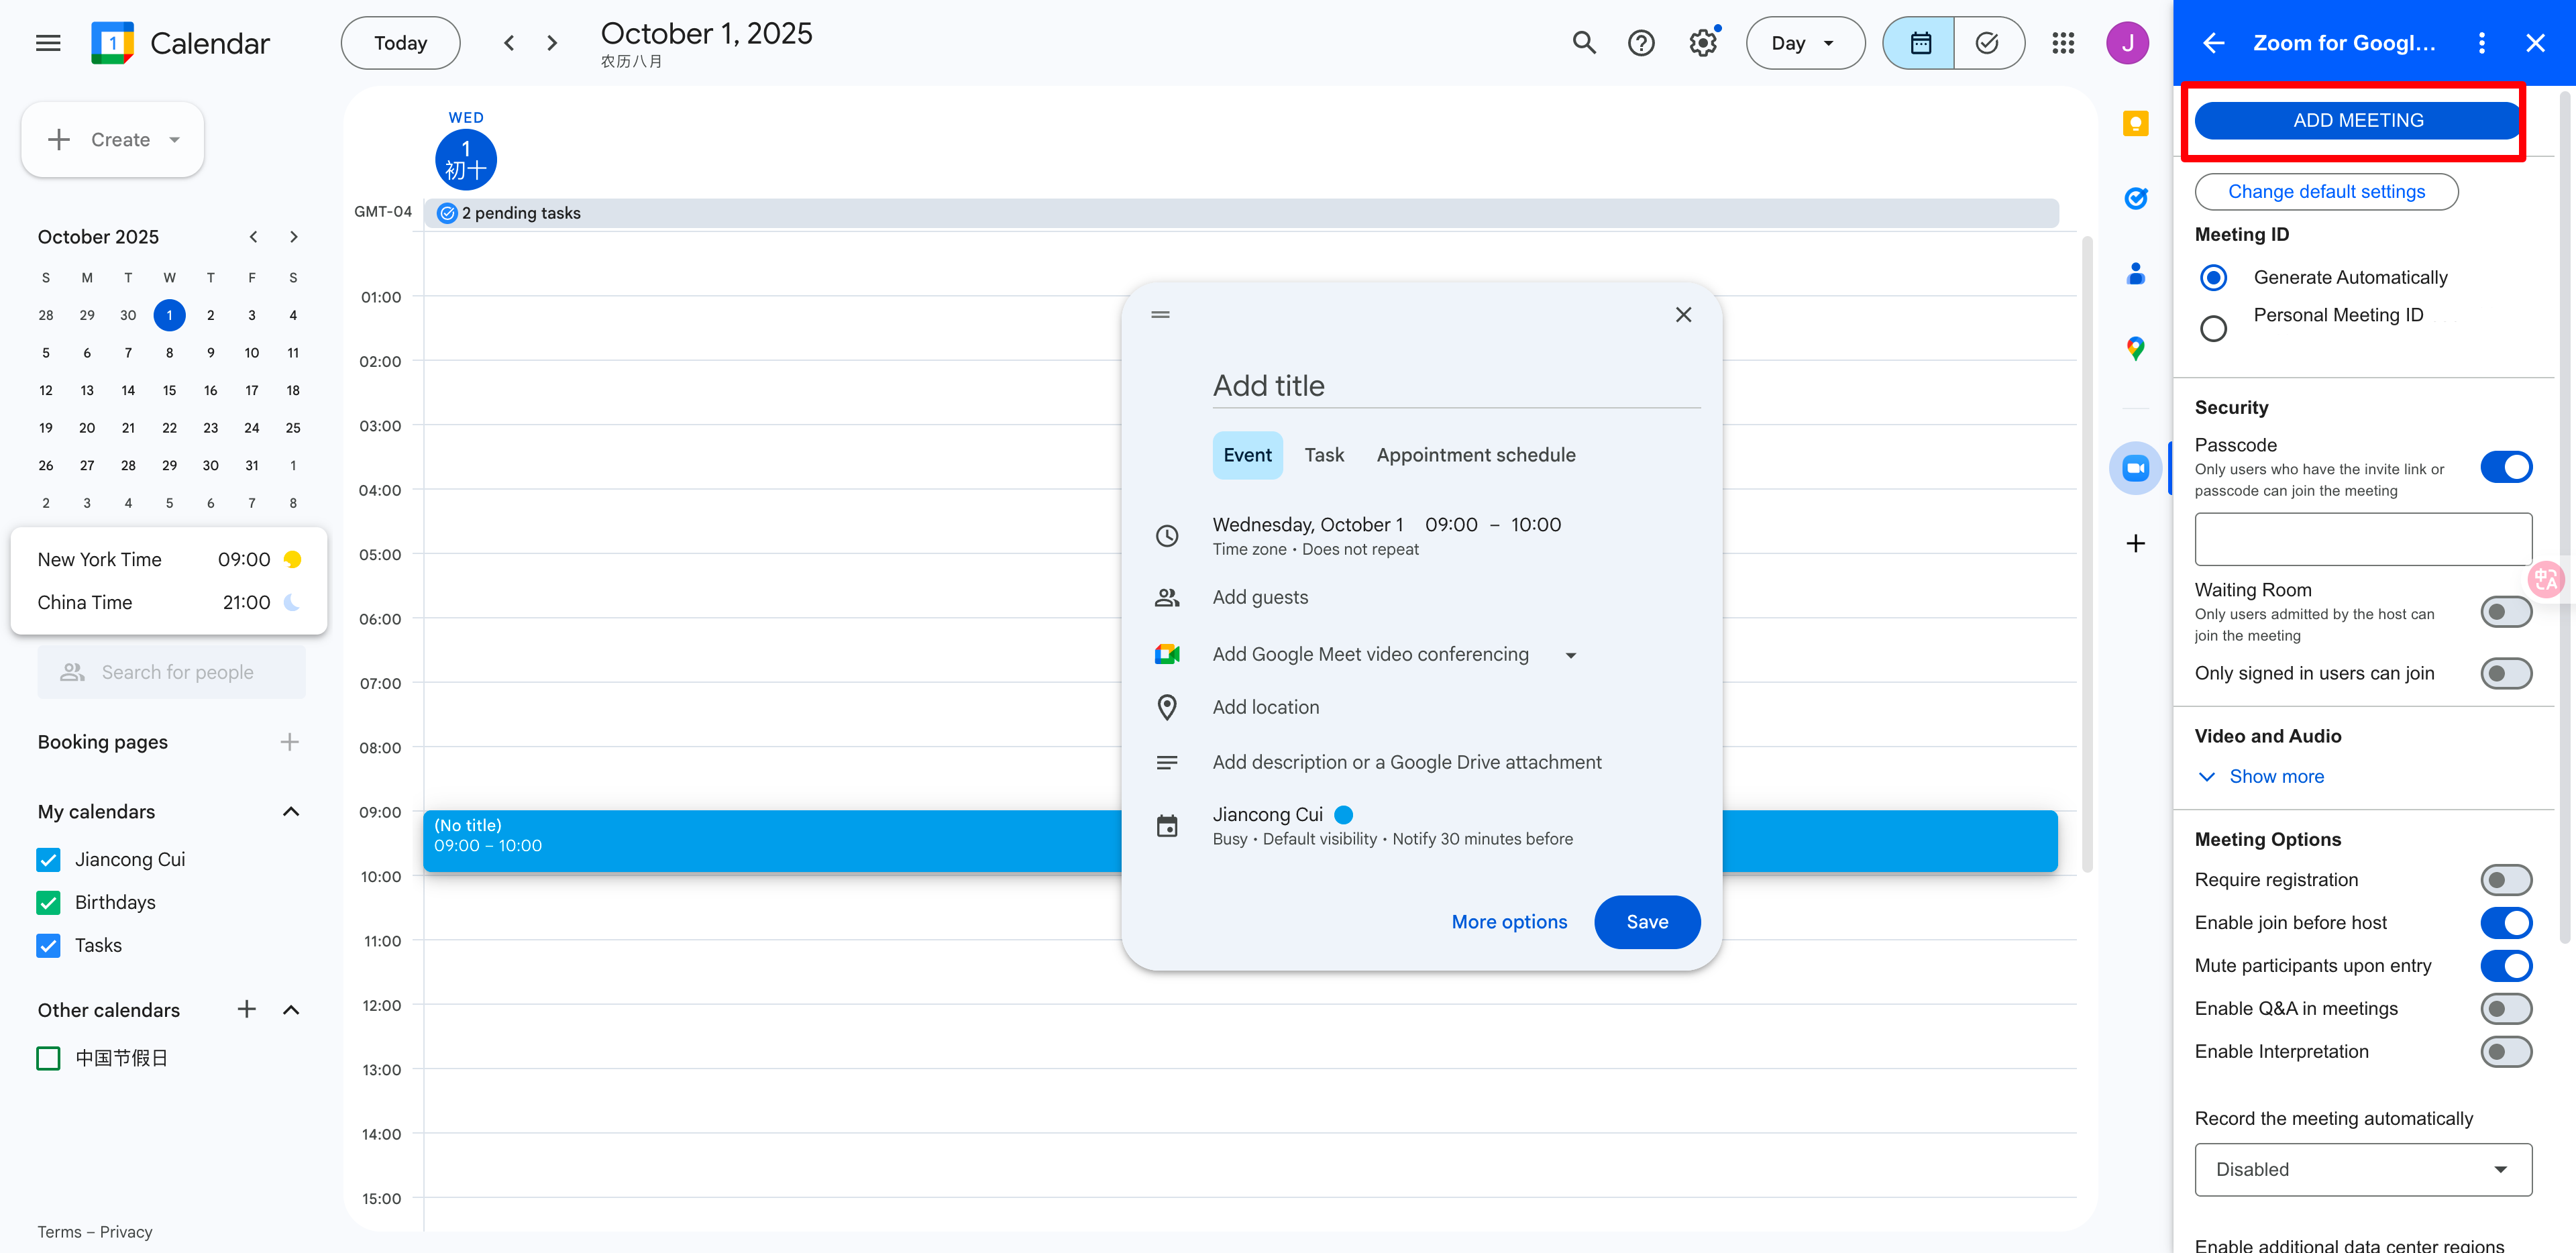 Calendar
Today
October 1, 2025
农历八月
Day
J
Create
October 2025
S M T W T F S
28 29 30 1 2 3 4
5 6 7 8 9 10 11
12 13 14 15 16 17 18
19 20 21 22 23 24 25
26 27 28 29 30 31 1
2 3 4 5 6 7 8
New York Time 09:00
China Time 21:00
Search for people
Booking pages
My calendars
Jiancong Cui
Birthdays
Tasks
Other calendars
中国节假日
Terms – Privacy
WED
1
初十
GMT-04
2 pending tasks
01:00
02:00
03:00
04:00
05:00
06:00
07:00
08:00
09:00
(No title)
09:00 – 10:00
10:00
11:00
12:00
13:00
14:00
15:00
Add title
Event Task Appointment schedule
Wednesday, October 1 09:00 – 10:00
Time zone • Does not repeat
Add guests
Add Google Meet video conferencing
Add location
Add description or a Google Drive attachment
Jiancong Cui
Busy • Default visibility • Notify 30 minutes before
More options Save
Zoom for Googl...
ADD MEETING
Change default settings
Meeting ID
Generate Automatically
Personal Meeting ID
Security
Passcode
Only users who have the invite link or
passcode can join the meeting
Waiting Room
Only users admitted by the host can
join the meeting
Only signed in users can join
Video and Audio
Show more
Meeting Options
Require registration
Enable join before host
Mute participants upon entry
Enable Q&A in meetings
Enable Interpretation
Record the meeting automatically
Disabled
Enable additional data center regions